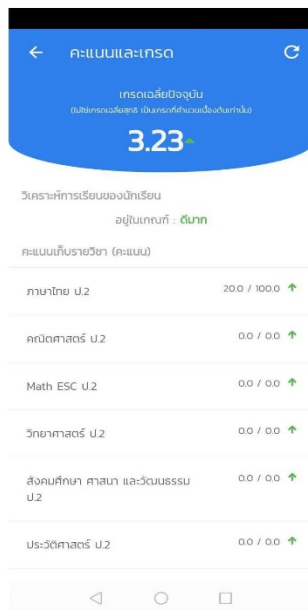 คะแนนและเกรด
เกรดเฉลี่ยปัจจุบัน
(ไม่ใช่เกรดเฉลี่ยสุทธิ เป็นเกรดที่คำนวณเบื้องต้นเท่านั้น)
3.23
วิเคราะห์การเรียนของนักเรียน
อยู่ในเกณฑ์ : ดีมาก
คะแนนเก็บรายวิชา (คะแนน)
ภาษาไทย ป.2 20.0 / 100.0
คณิตศาสตร์ ป.2 0.0 / 0.0
Math ESC ป.2 0.0 / 0.0
วิทยาศาสตร์ ป.2 0.0 / 0.0
สังคมศึกษา ศาสนา และวัฒนธรรม 0.0 / 0.0
ป.2
ประวัติศาสตร์ ป.2 0.0 / 0.0